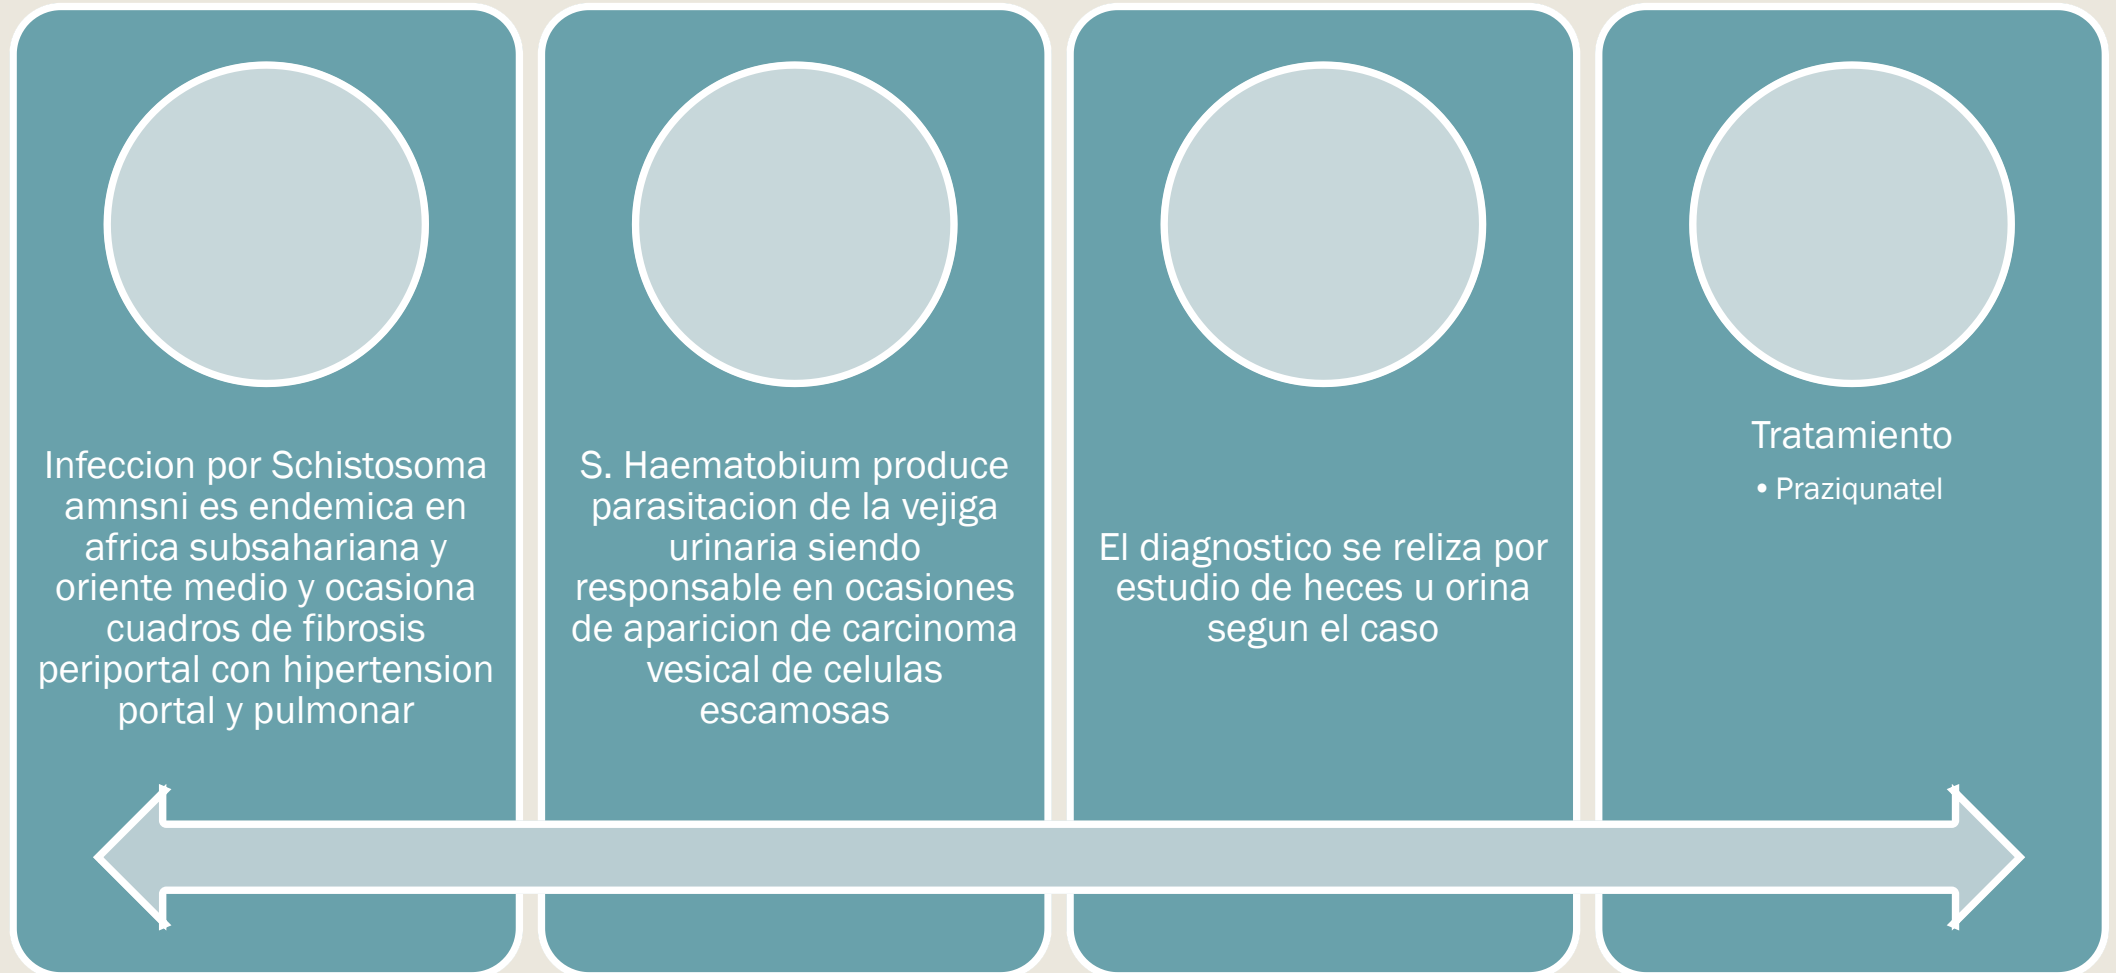 Infeccion por Schistosoma
amnsni es endemica en
africa subsahariana y
oriente medio y ocasiona
cuadros de fibrosis
periportal con hipertension
portal y pulmonar
S. Haematobium produce
parasitacion de la vejiga
urinaria siendo
responsable en ocasiones
de aparicion de carcinoma
vesical de celulas
escamosas
El diagnostico se reliza por
estudio de heces u orina
segun el caso
Tratamiento
• Praziqunatel